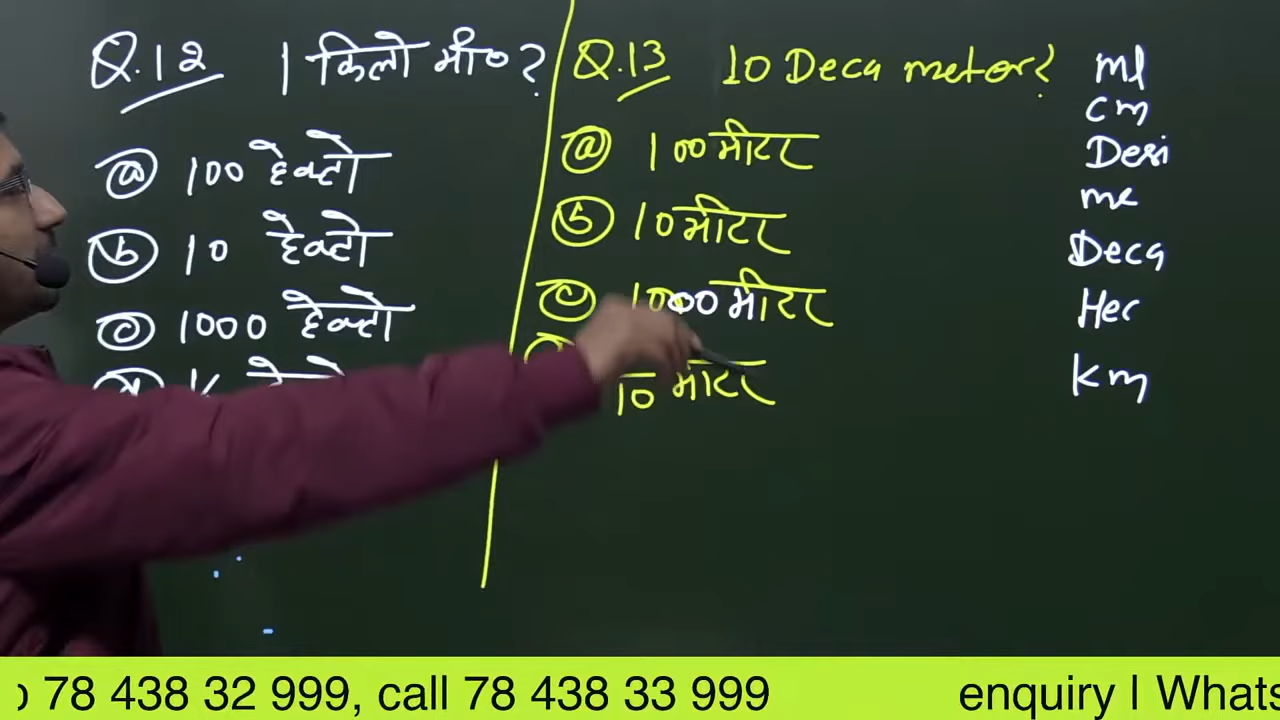 Q.12 1 किलो मी० ?
@ 100 हेक्टो
b 10 हेक्टो
c 1000 हेक्टो
Q.13 10 Deca metor?
@ 100 मीटर
b 10 मीटर
c 1000 मीटर
10 मीटर
ml
cm
Desi
me
Deca
Hec
km
78 438 32 999, call 78 438 33 999 enquiry | Whats